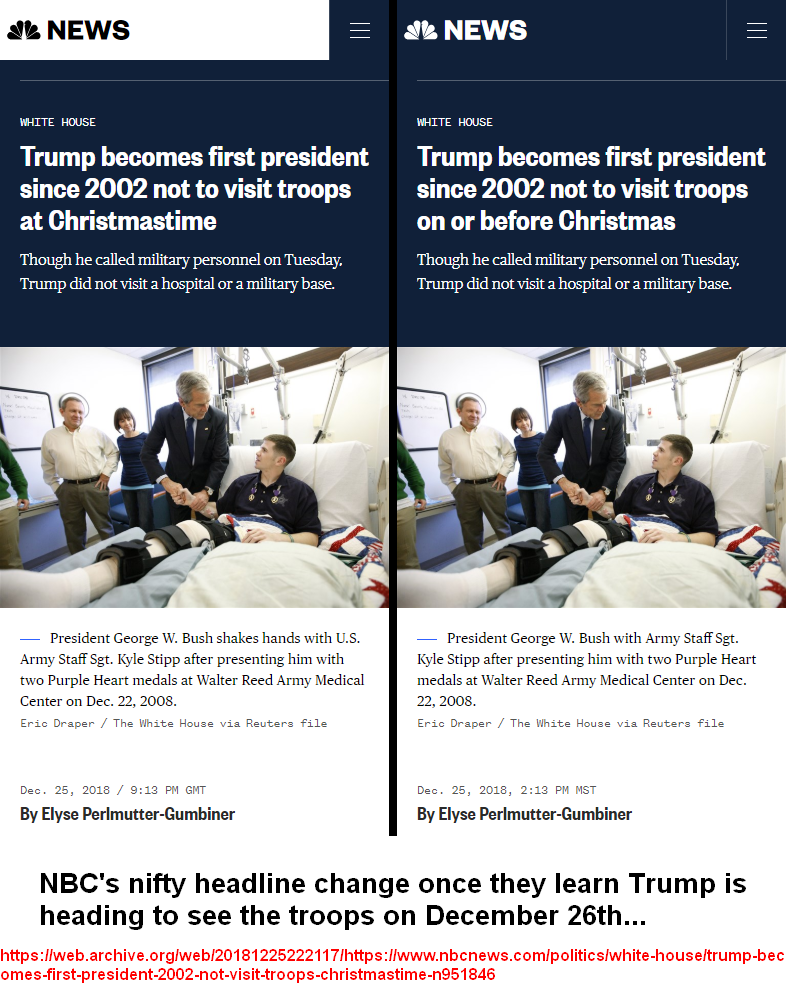 NEWS
WHITE HOUSE
Trump becomes first president
since 2002 not to visit troops
at Christmastime
Though he called military personnel on Tuesday,
Trump did not visit a hospital or a military base.
— President George W. Bush shakes hands with U.S.
Army Staff Sgt. Kyle Stipp after presenting him with
two Purple Heart medals at Walter Reed Army Medical
Center on Dec. 22, 2008.
Eric Draper / The White House via Reuters file
Dec. 25, 2018 / 9:13 PM GMT
By Elyse Perlmutter-Gumbiner
NEWS
WHITE HOUSE
Trump becomes first president
since 2002 not to visit troops
on or before Christmas
Though he called military personnel on Tuesday,
Trump did not visit a hospital or a military base.
— President George W. Bush with Army Staff Sgt.
Kyle Stipp after presenting him with two Purple Heart
medals at Walter Reed Army Medical Center on Dec.
22, 2008.
Eric Draper / The White House via Reuters file
Dec. 25, 2018, 2:13 PM MST
By Elyse Perlmutter-Gumbiner
NBC's nifty headline change once they learn Trump is
heading to see the troops on December 26th...
https://web.archive.org/web/20181225222117/https://www.nbcnews.com/politics/white-house/trump-bec
omes-first-president-2002-not-visit-troops-christmastime-n951846